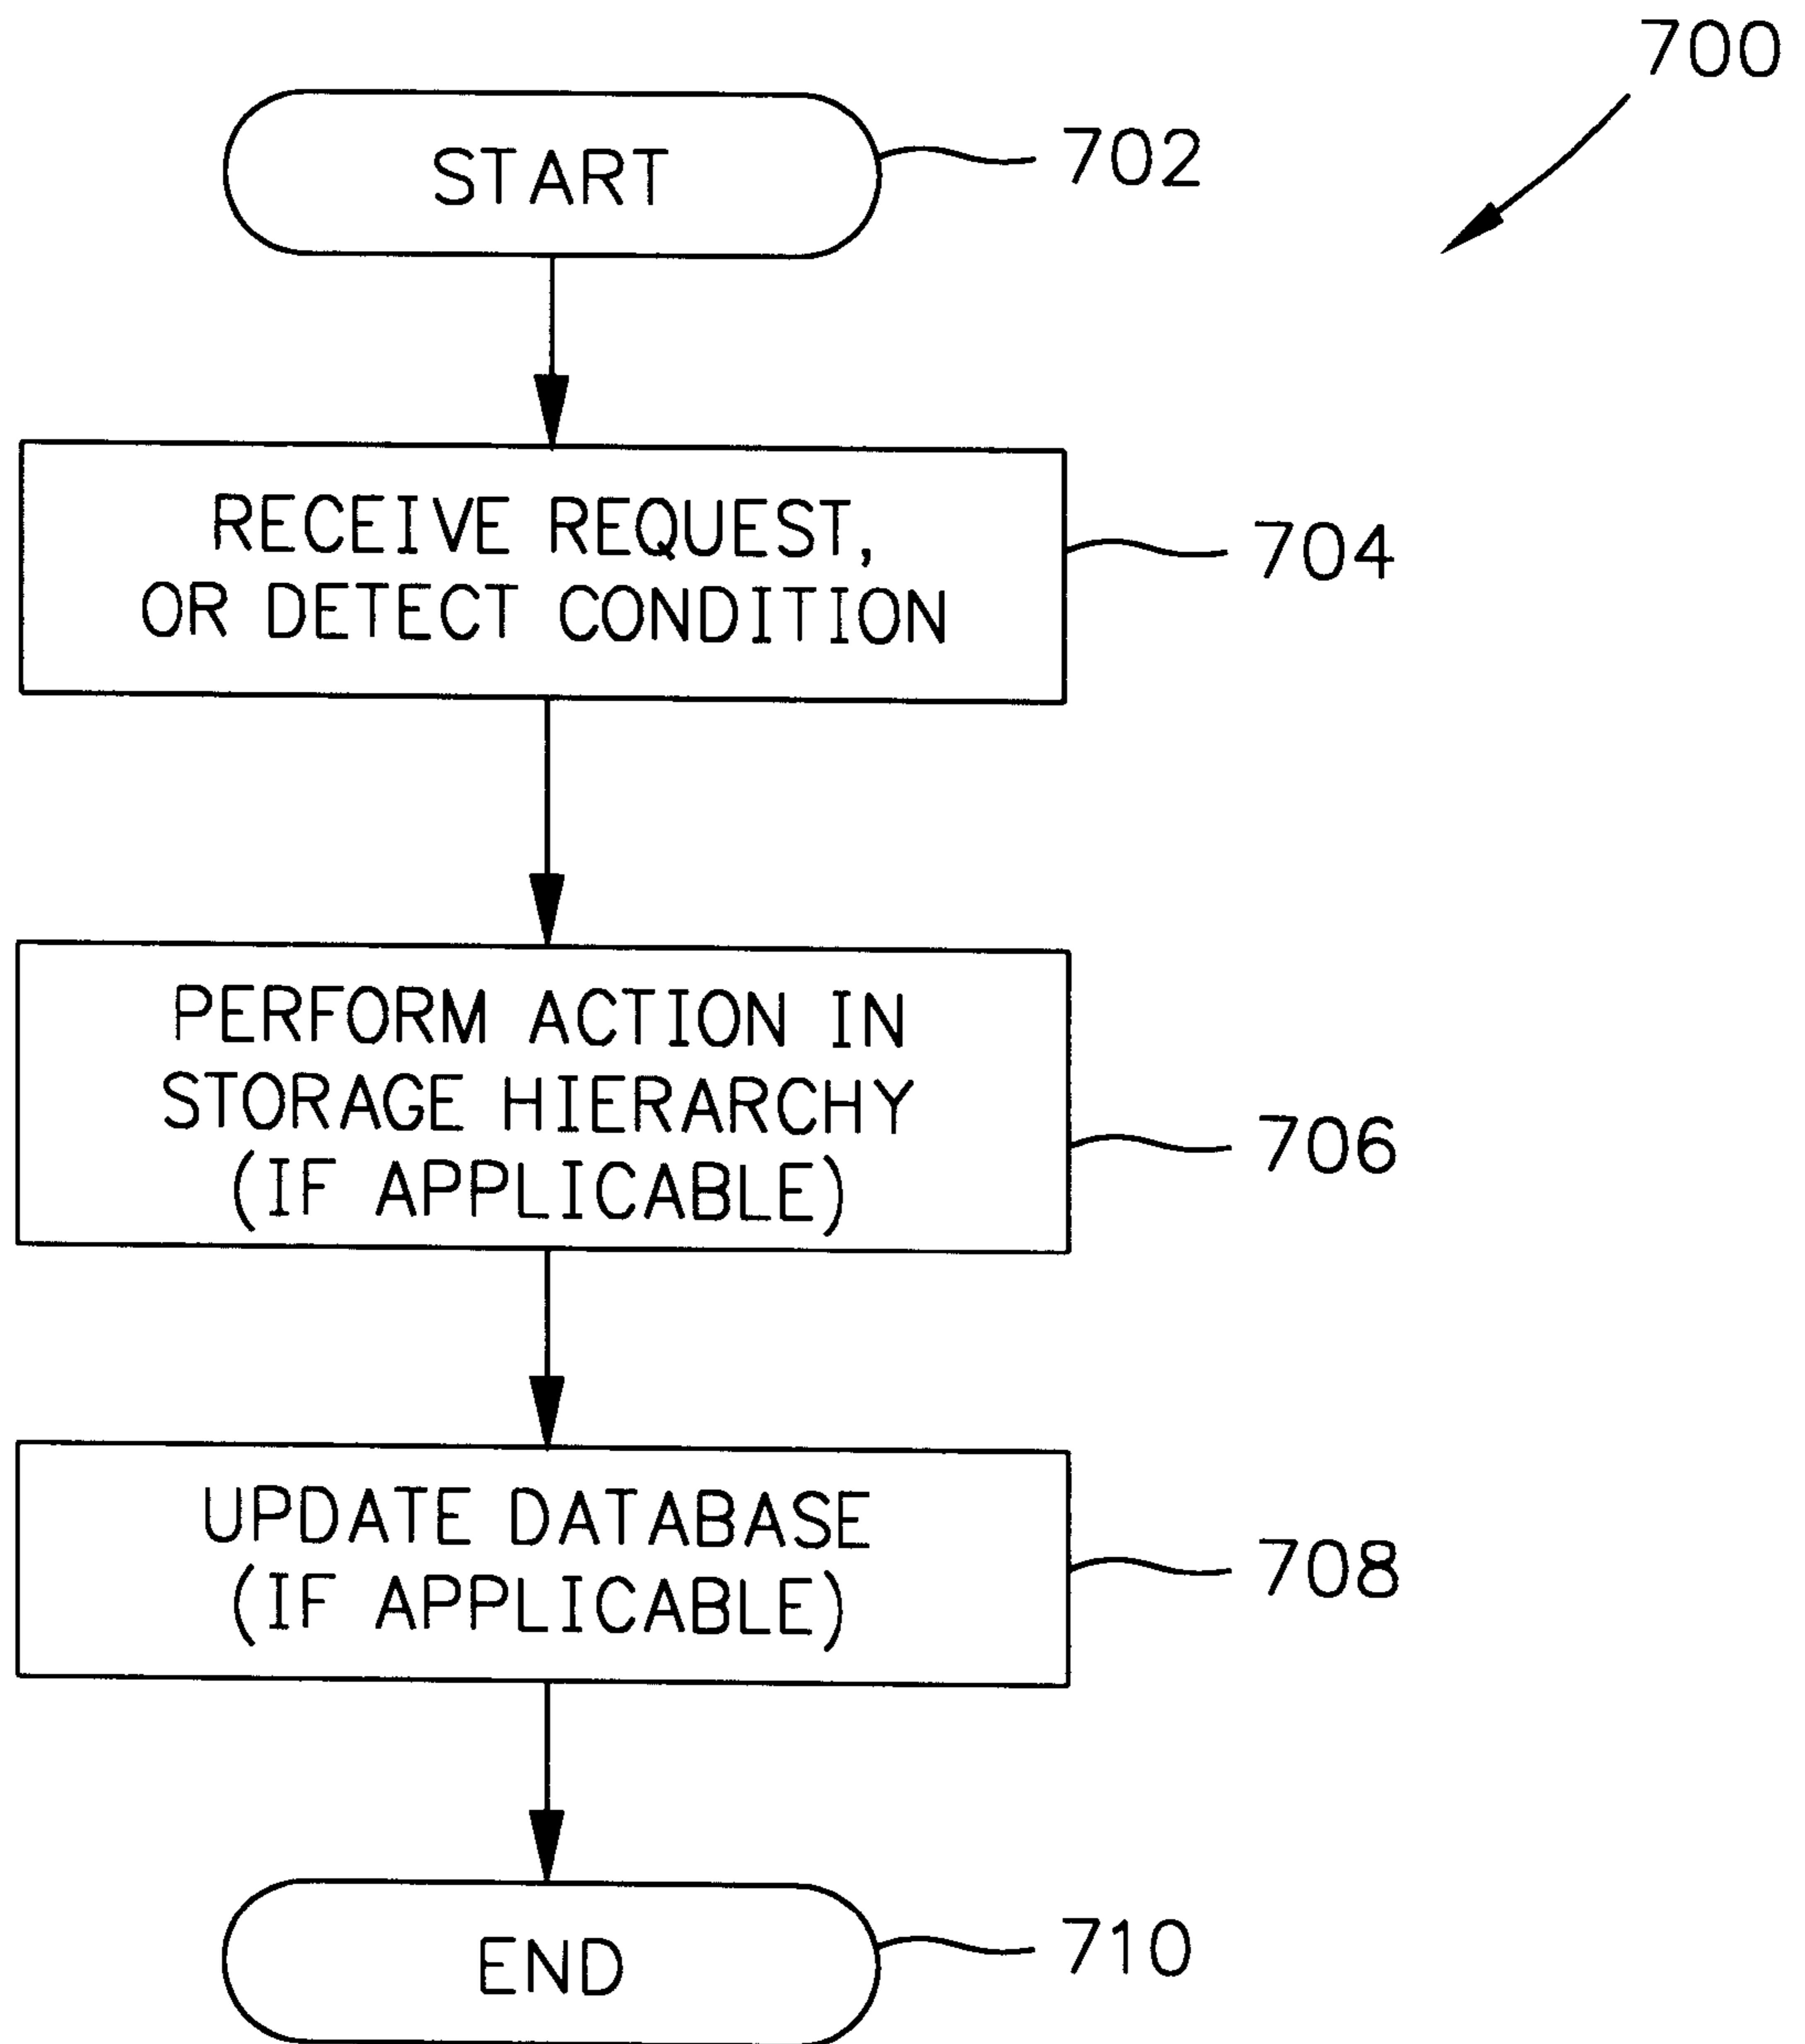 700
START
702
RECEIVE REQUEST,
OR DETECT CONDITION
704
PERFORM ACTION IN
STORAGE HIERARCHY
(IF APPLICABLE)
706
UPDATE DATABASE
(IF APPLICABLE)
708
END
710